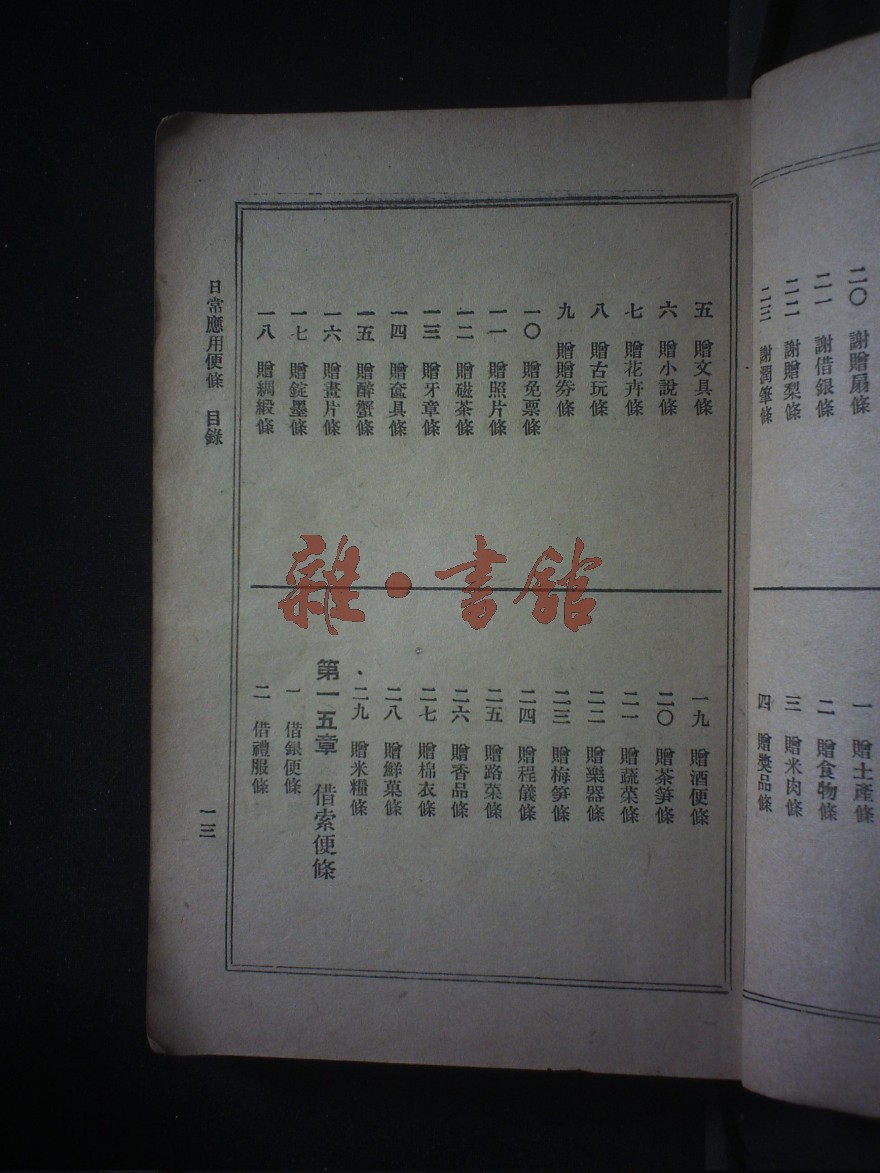 二〇 謝贈扇條
二一 謝借銀條
二二 謝贈梨條
二三 謝潤筆條
一 贈土產條
二 贈食物條
三 贈米肉條
四 贈獎品條
五 贈文具條
六 贈小說條
七 贈花卉條
八 贈古玩條
九 贈贈券條
一〇 贈免票條
一一 贈照片條
一二 贈磁茶條
一三 贈牙章條
一四 贈奩具條
一五 贈醉蟹條
一六 贈畫片條
一七 贈錠墨條
一八 贈綢緞條
一九 贈酒便條
二〇 贈茶筍條
二一 贈蔬菜條
二二 贈樂器條
二三 贈梅筍條
二四 贈程儀條
二五 贈路菜條
二六 贈香品條
二七 贈棉衣條
二八 贈鮮菓條
二九 贈米糧條
第一五章 借索便條
一 借銀便條
二 借禮服條
日常應用便條 目錄
一三
雜·書館